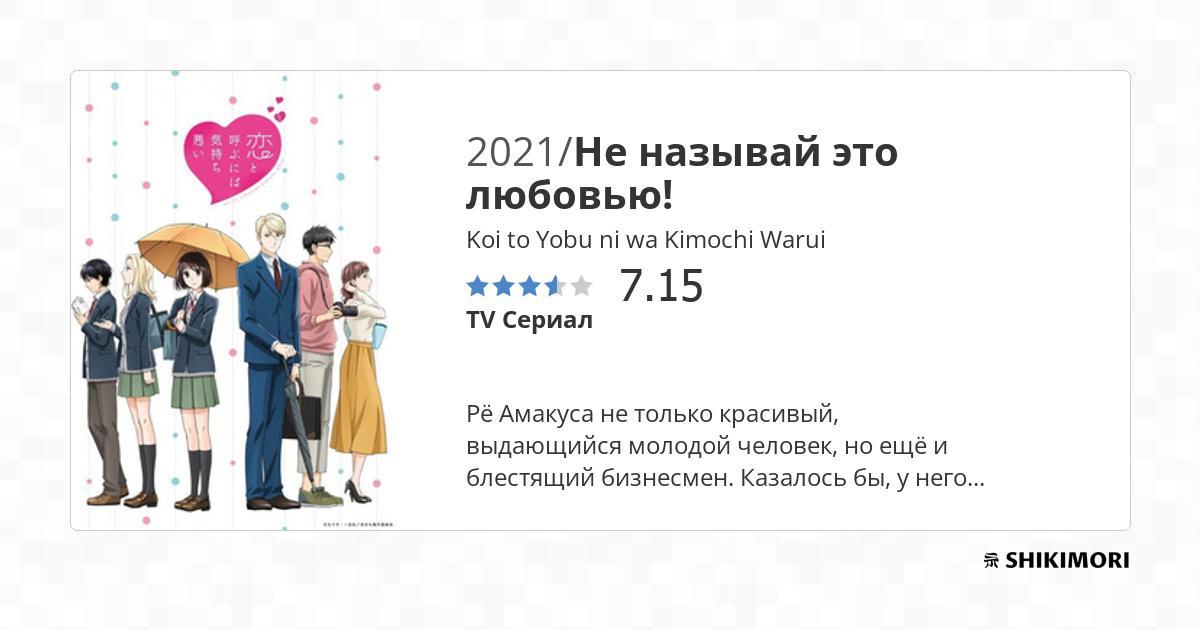 恋と
呼ぶには
気持ち
悪い
2021/Не называй это
любовью!
Koi to Yobu ni wa Kimochi Warui
7.15
TV Сериал
Рё Амакуса не только красивый,
выдающийся молодой человек, но ещё и
блестящий бизнесмен. Казалось бы, у него...
SHIKIMORI